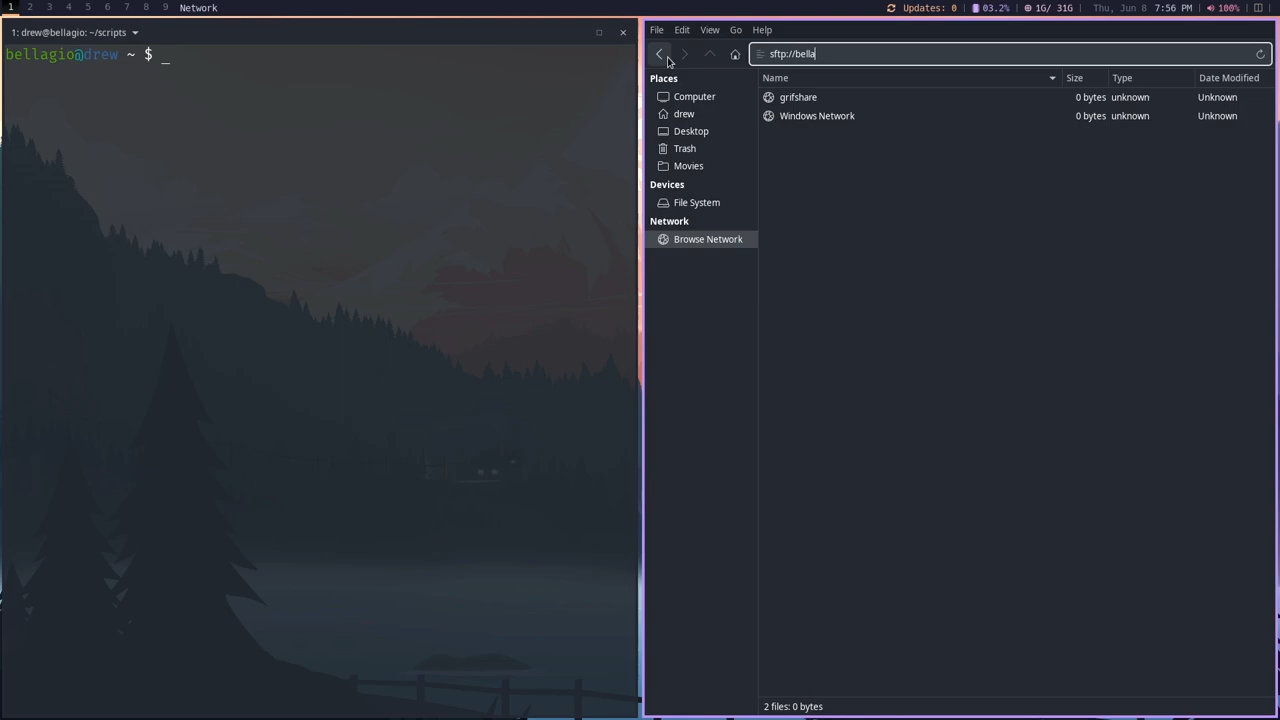 1 2 3 4 5 6 7 8 9 Network Updates: 0 | 03.2% | 1G/ 31G | Thu, Jun 8 | 7:56 PM | 100% |
1: drew@bellagio: ~/scripts
bellagio@drew ~ $ _
File Edit View Go Help
sftp://bella
Places
Computer
drew
Desktop
Trash
Movies
Devices
File System
Network
Browse Network
Name Size Type Date Modified
grifshare 0 bytes unknown Unknown
Windows Network 0 bytes unknown Unknown
2 files: 0 bytes